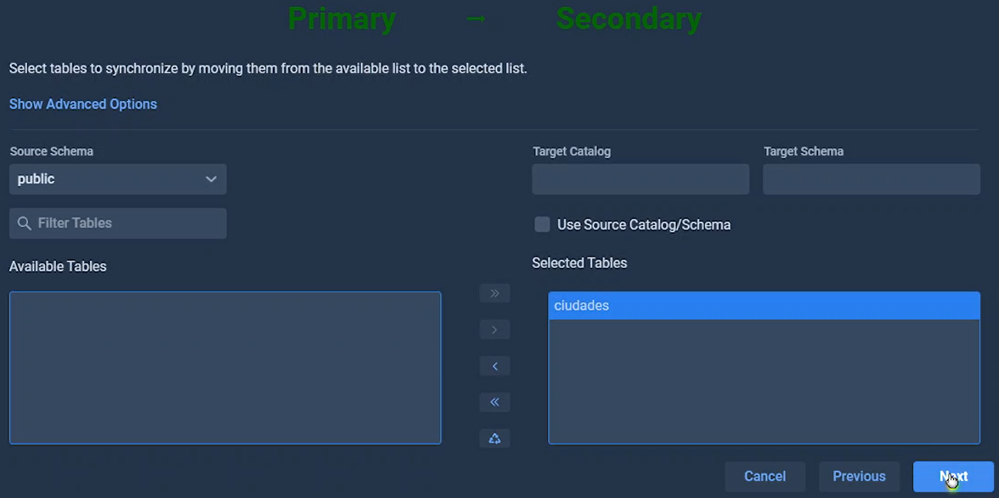 Primary → Secondary
Select tables to synchronize by moving them from the available list to the selected list.
Show Advanced Options
Source Schema
Target Catalog
Target Schema
public
Filter Tables
Use Source Catalog/Schema
Available Tables
Selected Tables
ciudades
Cancel
Previous
Next